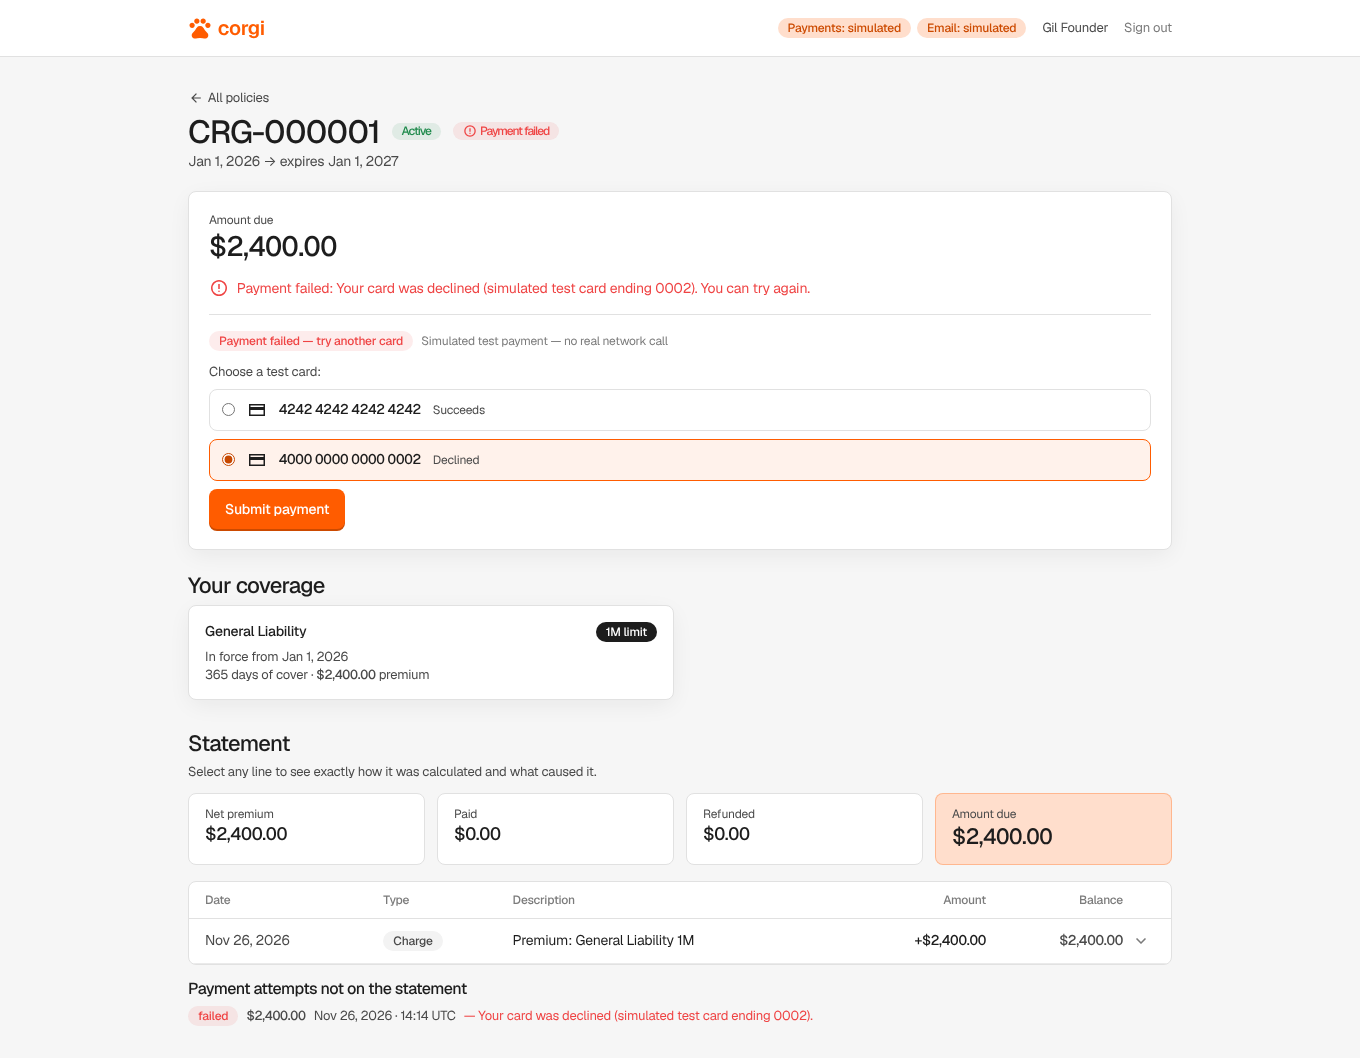 corgi
Payments: simulated Email: simulated Gil Founder Sign out
← All policies
CRG-000001 Active Payment failed
Jan 1, 2026 → expires Jan 1, 2027
Amount due
$2,400.00
Payment failed: Your card was declined (simulated test card ending 0002). You can try again.
Payment failed — try another card Simulated test payment — no real network call
Choose a test card:
4242 4242 4242 4242 Succeeds
4000 0000 0000 0002 Declined
Submit payment
Your coverage
General Liability 1M limit
In force from Jan 1, 2026
365 days of cover · $2,400.00 premium
Statement
Select any line to see exactly how it was calculated and what caused it.
Net premium Paid Refunded Amount due
$2,400.00 $0.00 $0.00 $2,400.00
Date Type Description Amount Balance
Nov 26, 2026 Charge Premium: General Liability 1M +$2,400.00 $2,400.00
Payment attempts not on the statement
failed $2,400.00 Nov 26, 2026 · 14:14 UTC — Your card was declined (simulated test card ending 0002).